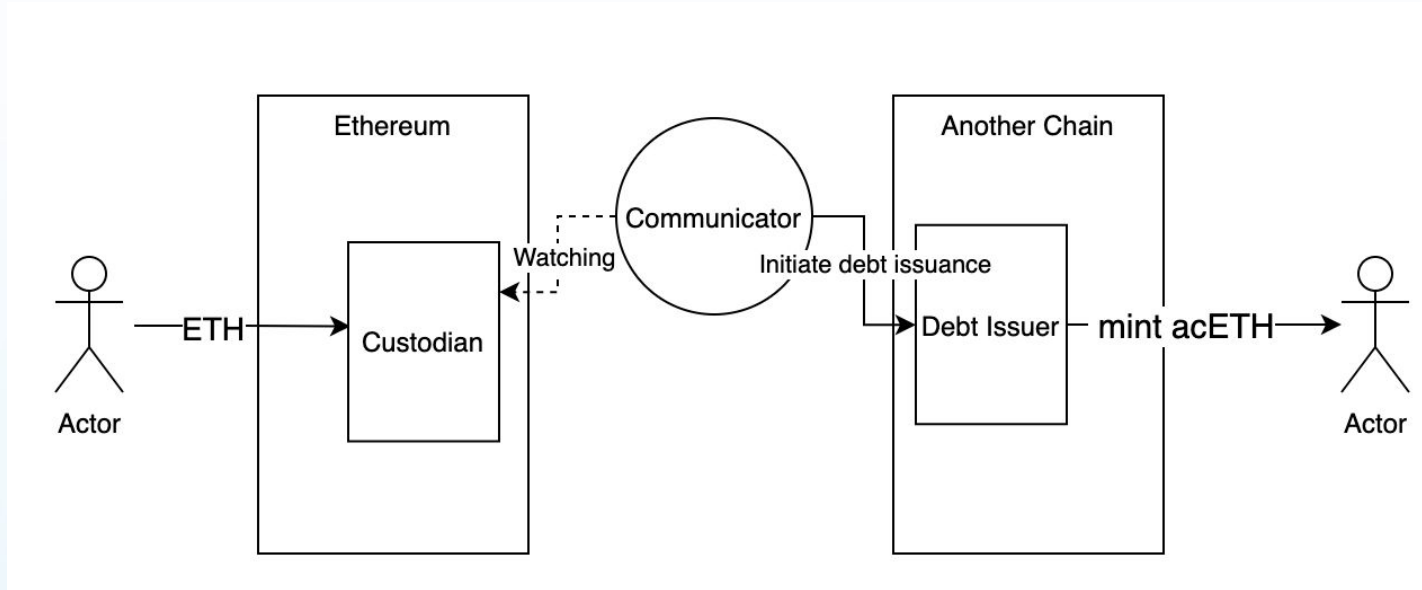 Ethereum
Another Chain
Communicator
Watching
Initiate debt issuance
ETH
Custodian
Debt Issuer
mint acETH
Actor
Actor